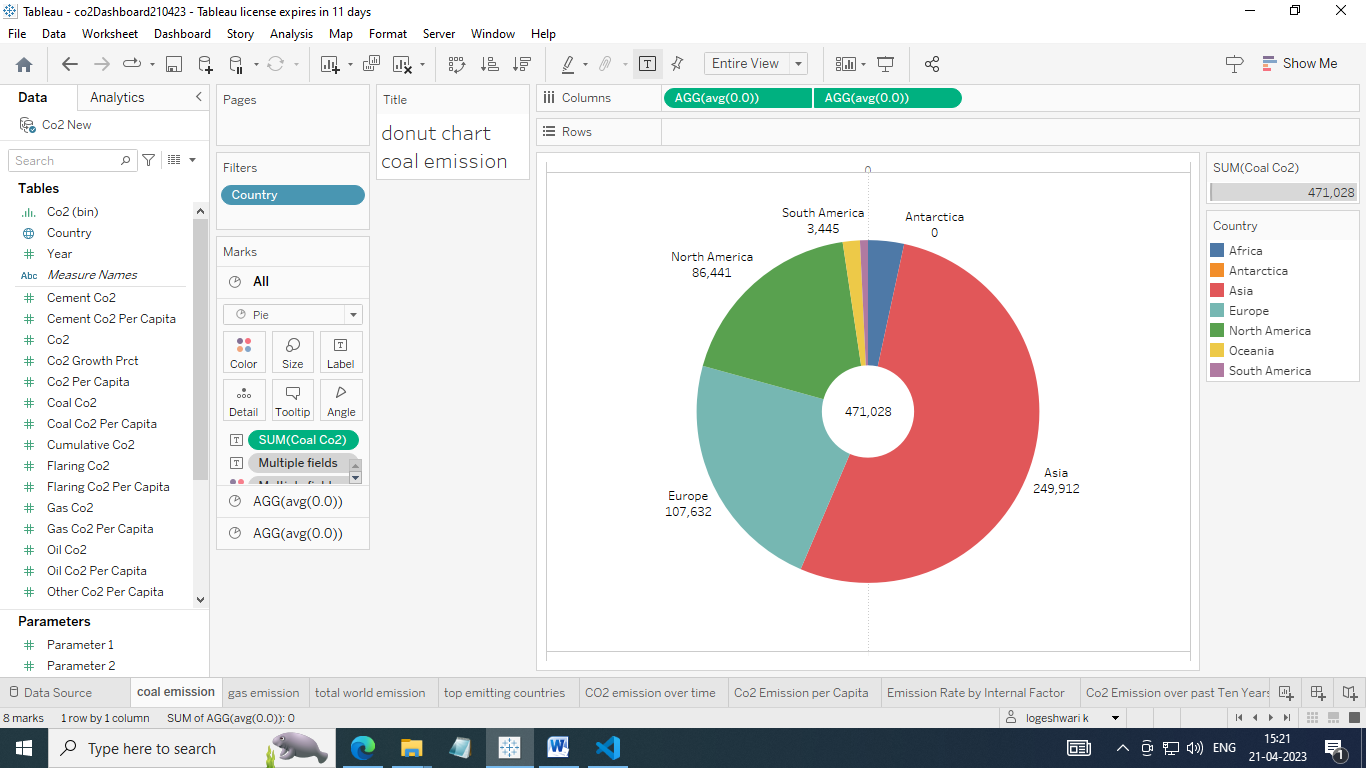 Tableau - co2Dashboard210423 - Tableau license expires in 11 days
File Data Worksheet Dashboard Story Analysis Map Format Server Window Help
Entire View
Show Me
Data Analytics
Co2 New
Search
Tables
Co2 (bin)
Country
Year
Abc Measure Names
Cement Co2
Cement Co2 Per Capita
Co2
Co2 Growth Prct
Co2 Per Capita
Coal Co2
Coal Co2 Per Capita
Cumulative Co2
Flaring Co2
Flaring Co2 Per Capita
Gas Co2
Gas Co2 Per Capita
Oil Co2
Oil Co2 Per Capita
Other Co2 Per Capita
Parameters
Parameter 1
Parameter 2
Pages
Filters
Country
Marks
All
Pie
Color Size Label
Detail Tooltip Angle
SUM(Coal Co2)
Multiple fields
AGG(avg(0.0))
AGG(avg(0.0))
Title
donut chart
coal emission
Columns AGG(avg(0.0)) AGG(avg(0.0))
Rows
0
South America
3,445
Antarctica
0
North America
86,441
471,028
Asia
249,912
Europe
107,632
SUM(Coal Co2)
471,028
Country
Africa
Antarctica
Asia
Europe
North America
Oceania
South America
Data Source coal emission gas emission total world emission top emitting countries CO2 emission over time Co2 Emission per Capita Emission Rate by Internal Factor Co2 Emission over past Ten Years
8 marks 1 row by 1 column SUM of AGG(avg(0.0)): 0 logeshwari k
Type here to search
ENG
15:21
21-04-2023
1